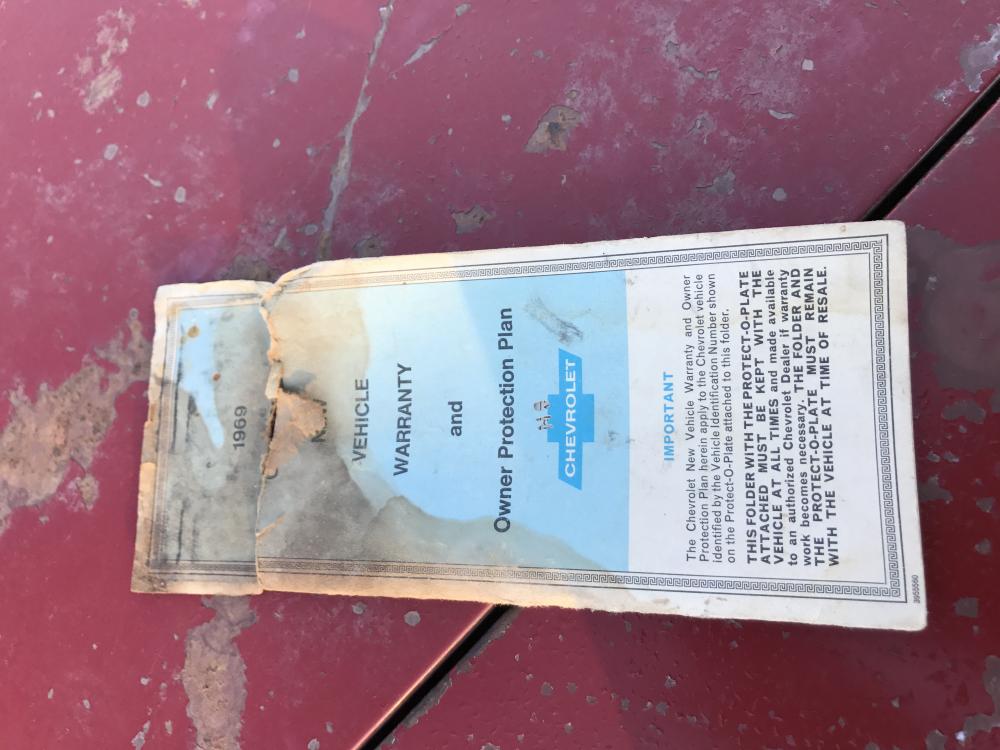 1969
VEHICLE
WARRANTY
and
Owner Protection Plan
CHEVROLET
IMPORTANT
The Chevrolet New Vehicle Warranty and Owner
Protection Plan herein apply to the Chevrolet vehicle
identified by the Vehicle Identification Number shown
on the Protect-O-Plate attached to this folder.
THIS FOLDER WITH THE PROTECT-O-PLATE
ATTACHED MUST BE KEPT WITH THE
VEHICLE AT ALL TIMES and made available
to an authorized Chevrolet Dealer if warranty
work becomes necessary. THE FOLDER AND
THE PROTECT-O-PLATE MUST REMAIN
WITH THE VEHICLE AT TIME OF RESALE.
3955560